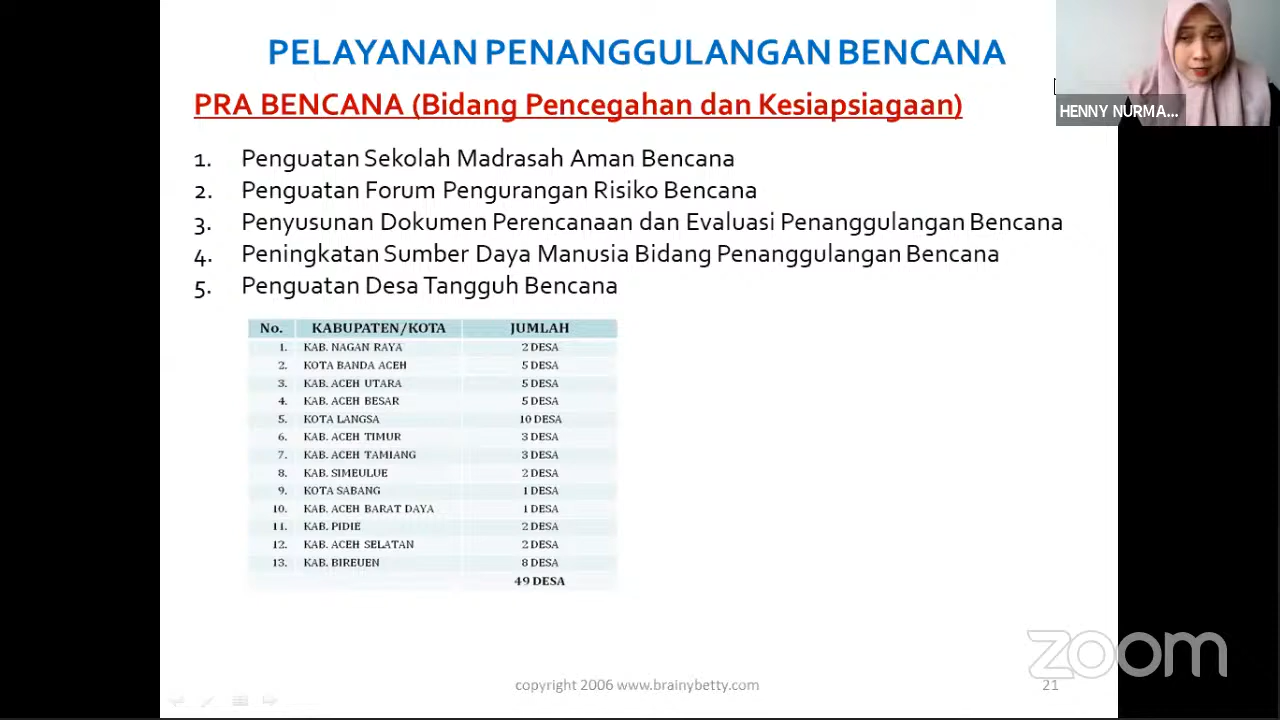 PELAYANAN PENANGGULANGAN BENCANA
PRA BENCANA (Bidang Pencegahan dan Kesiapsiagaan)
HENNY NURMA...
1. Penguatan Sekolah Madrasah Aman Bencana
2. Penguatan Forum Pengurangan Risiko Bencana
3. Penyusunan Dokumen Perencanaan dan Evaluasi Penanggulangan Bencana
4. Peningkatan Sumber Daya Manusia Bidang Penanggulangan Bencana
5. Penguatan Desa Tangguh Bencana
No. KABUPATEN/KOTA JUMLAH
1. KAB. NAGAN RAYA 2 DESA
2. KOTA BANDA ACEH 5 DESA
3. KAB. ACEH UTARA 5 DESA
4. KAB. ACEH BESAR 5 DESA
5. KOTA LANGSA 10 DESA
6. KAB. ACEH TIMUR 3 DESA
7. KAB. ACEH TAMIANG 3 DESA
8. KAB. SIMEULUE 2 DESA
9. KOTA SABANG 1 DESA
10. KAB. ACEH BARAT DAYA 1 DESA
11. KAB. PIDIE 2 DESA
12. KAB. ACEH SELATAN 2 DESA
13. KAB. BIREUEN 8 DESA
49 DESA
zoom
copyright 2006 www.brainybetty.com 21